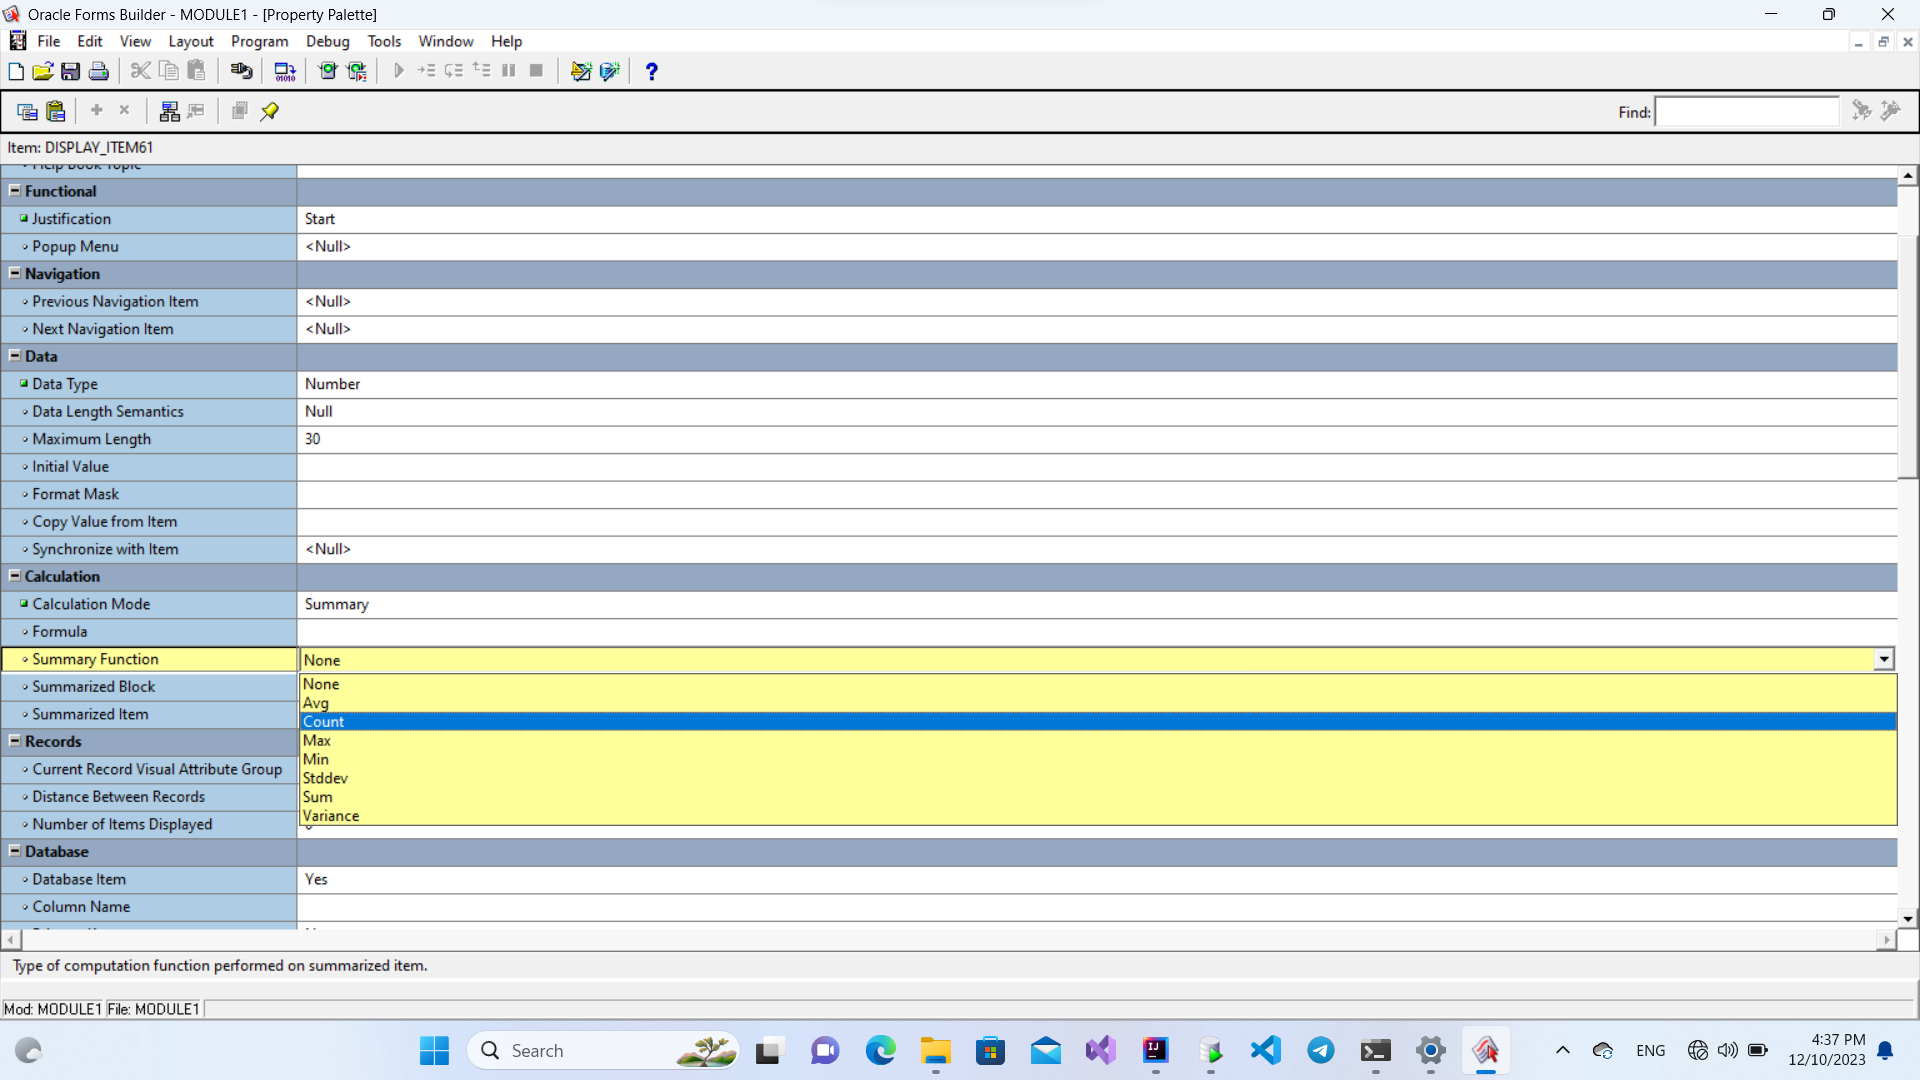 Oracle Forms Builder - MODULE1 - [Property Palette]
File Edit View Layout Program Debug Tools Window Help
Find:
Item: DISPLAY_ITEM61
Help Book Topic
Functional
Justification Start
Popup Menu <Null>
Navigation
Previous Navigation Item <Null>
Next Navigation Item <Null>
Data
Data Type Number
Data Length Semantics Null
Maximum Length 30
Initial Value
Format Mask
Copy Value from Item
Synchronize with Item <Null>
Calculation
Calculation Mode Summary
Formula
Summary Function None
Summarized Block None
Avg
Summarized Item Count
Records Max
Min
Current Record Visual Attribute Group Stddev
Distance Between Records Sum
Number of Items Displayed Variance
Database
Database Item Yes
Column Name
Type of computation function performed on summarized item.
Mod: MODULE1 File: MODULE1
Search
ENG
4:37 PM
12/10/2023